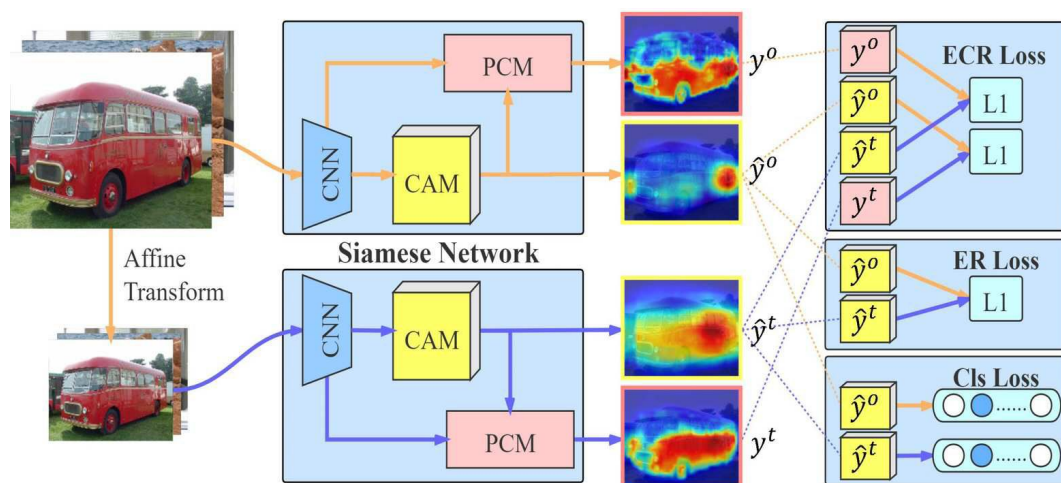 PCM
CNN
CAM
y^o
ŷ^o
Siamese Network
Affine
Transform
CNN
CAM
PCM
ŷ^t
y^t
ECR Loss
y^o
ŷ^o
ŷ^t
y^t
L1
L1
ER Loss
ŷ^o
ŷ^t
L1
Cls Loss
ŷ^o
......
ŷ^t
......